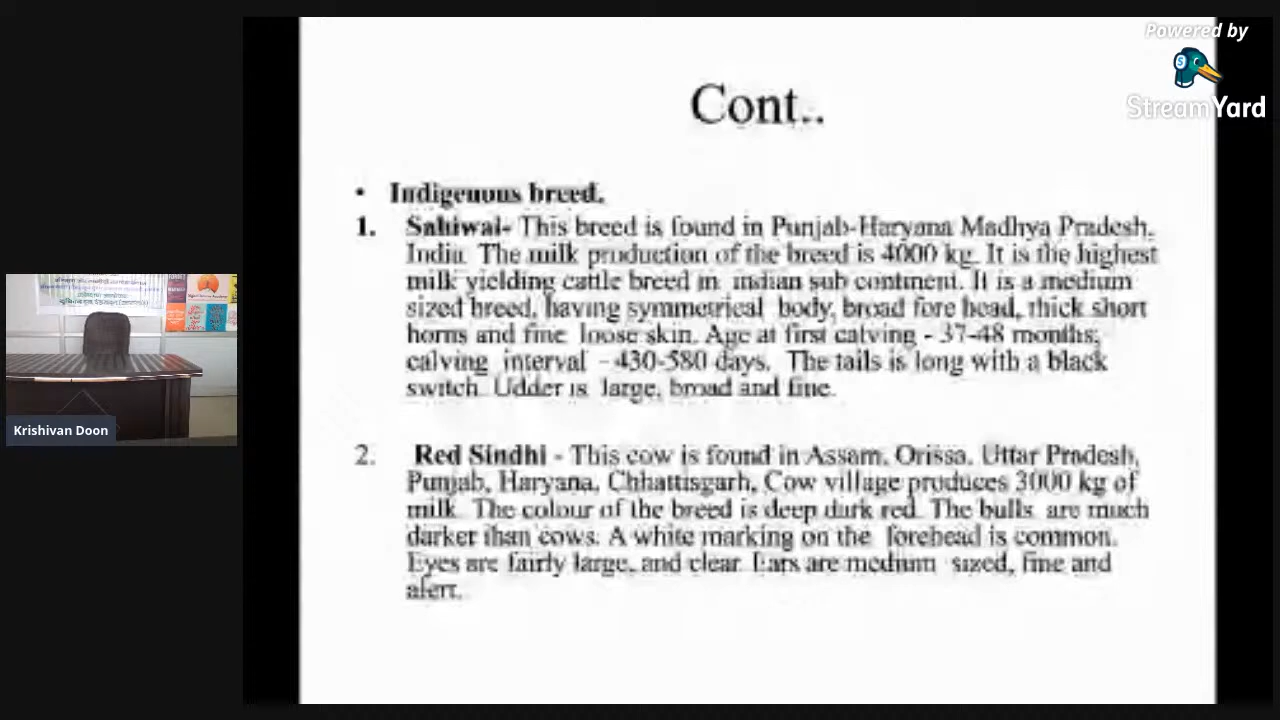 Powered by
StreamYard
Cont..
• Indigenous breed.
1. Sahiwal- This breed is found in Punjab-Haryana Madhya Pradesh,
India. The milk production of the breed is 4000 kg. It is the highest
milk yielding cattle breed in indian sub continent. It is a medium
sized breed, having symmetrical body, broad fore head, thick short
horns and fine loose skin. Age at first calving - 37-48 months;
calving interval - 430-580 days. The tails is long with a black
switch. Udder is large, broad and fine.
2. Red Sindhi - This cow is found in Assam, Orissa, Uttar Pradesh,
Punjab, Haryana, Chhattisgarh, Cow village produces 3000 kg of
milk. The colour of the breed is deep dark red. The bulls are much
darker than cows. A white marking on the forehead is common.
Eyes are fairly large, and clear. Ears are medium sized, fine and
alert.
Krishivan Doon